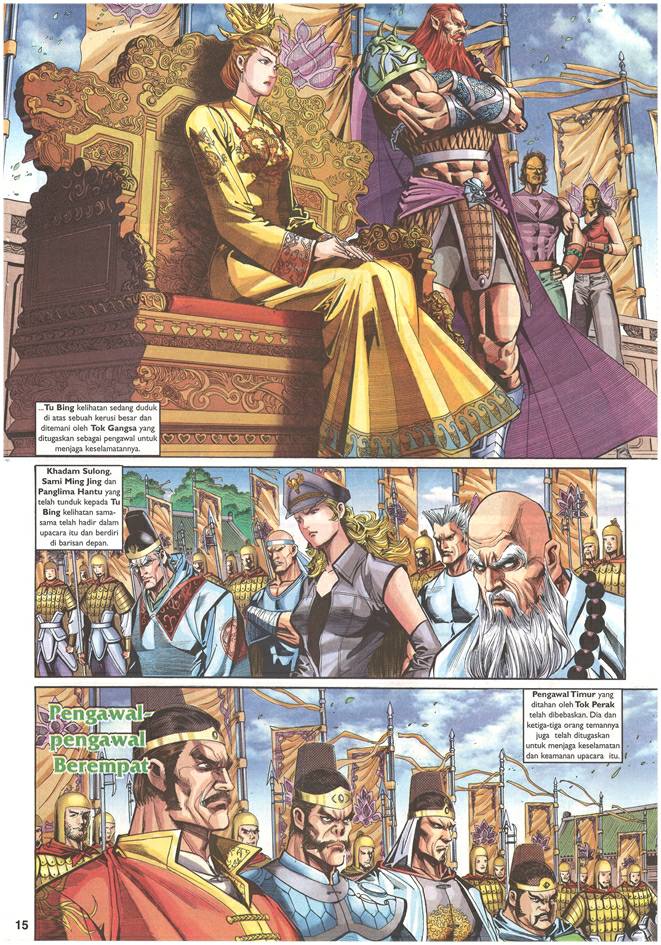 ...Tu Bing kelihatan sedang duduk
di atas sebuah kerusi besar dan
ditemani oleh Tok Gangsa yang
ditugaskan sebagai pengawal untuk
menjaga keselamatannya.
Khadam Sulong,
Sami Ming Jing dan
Panglima Hantu yang
telah tunduk kepada Tu
Bing kelihatan sama-
sama telah hadir dalam
upacara itu dan berdiri
di barisan depan.
Pengawal-
pengawal
Berempat
Pengawal Timur yang
ditahan oleh Tok Perak
telah dibebaskan. Dia dan
ketiga-tiga orang temannya
juga telah ditugaskan
untuk menjaga keselamatan
dan keamanan upacara itu.
15